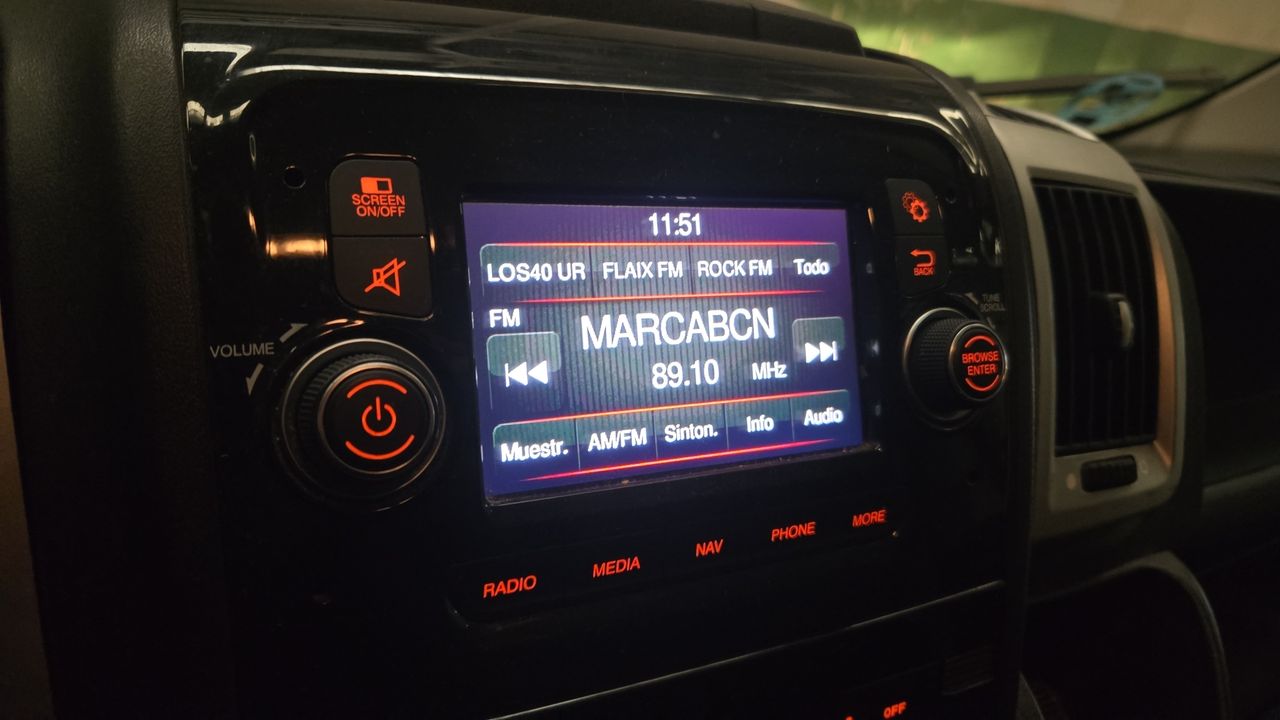 SCREEN
ON/OFF
VOLUME
11:51
LOS40 UR FLAIX FM ROCK FM Todo
FM
MARCABCN
89.10 MHz
Muestr. AM/FM Sinton. Info Audio
BACK
TUNE
SCROLL
BROWSE
ENTER
RADIO MEDIA NAV PHONE MORE
OFF